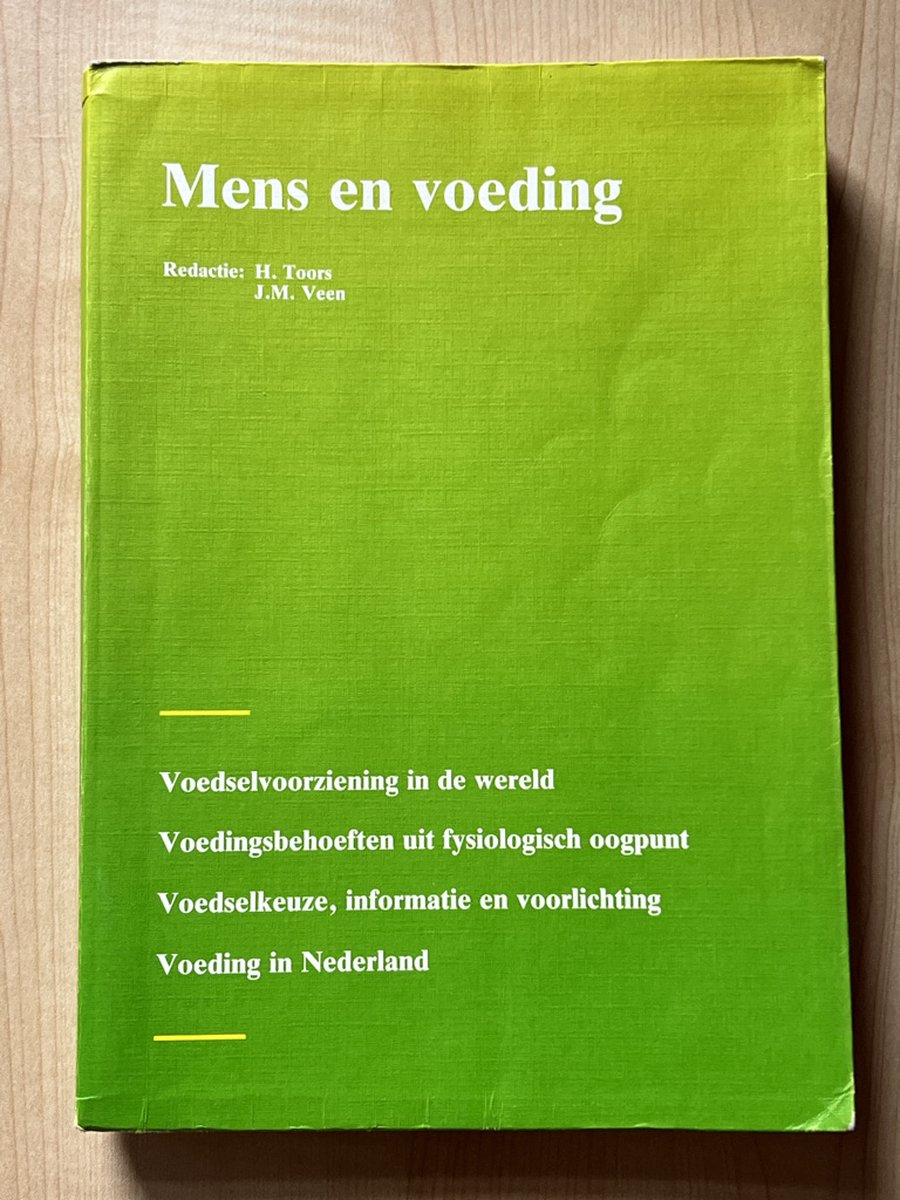 Mens en voeding
Redactie: H. Toors
J.M. Veen
Voedselvoorziening in de wereld
Voedingsbehoeften uit fysiologisch oogpunt
Voedselkeuze, informatie en voorlichting
Voeding in Nederland